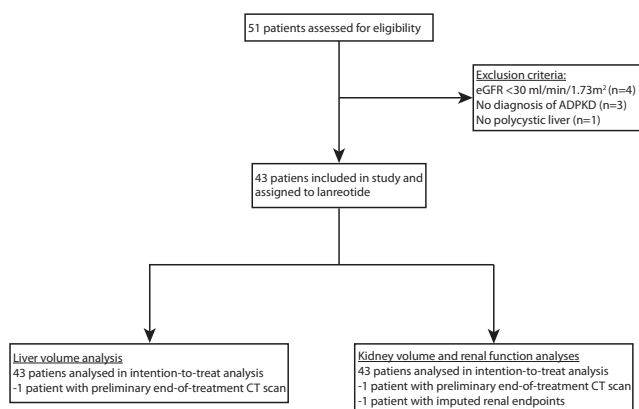 51 patients assessed for eligibility
Exclusion criteria:
eGFR <30 ml/min/1.73m² (n=4)
No diagnosis of ADPKD (n=3)
No polycystic liver (n=1)
43 patiens included in study and
assigned to lanreotide
Liver volume analysis
43 patiens analysed in intention-to-treat analysis
-1 patient with preliminary end-of-treatment CT scan
Kidney volume and renal function analyses
43 patiens analysed in intention-to-treat analysis
-1 patient with preliminary end-of-treatment CT scan
-1 patient with imputed renal endpoints